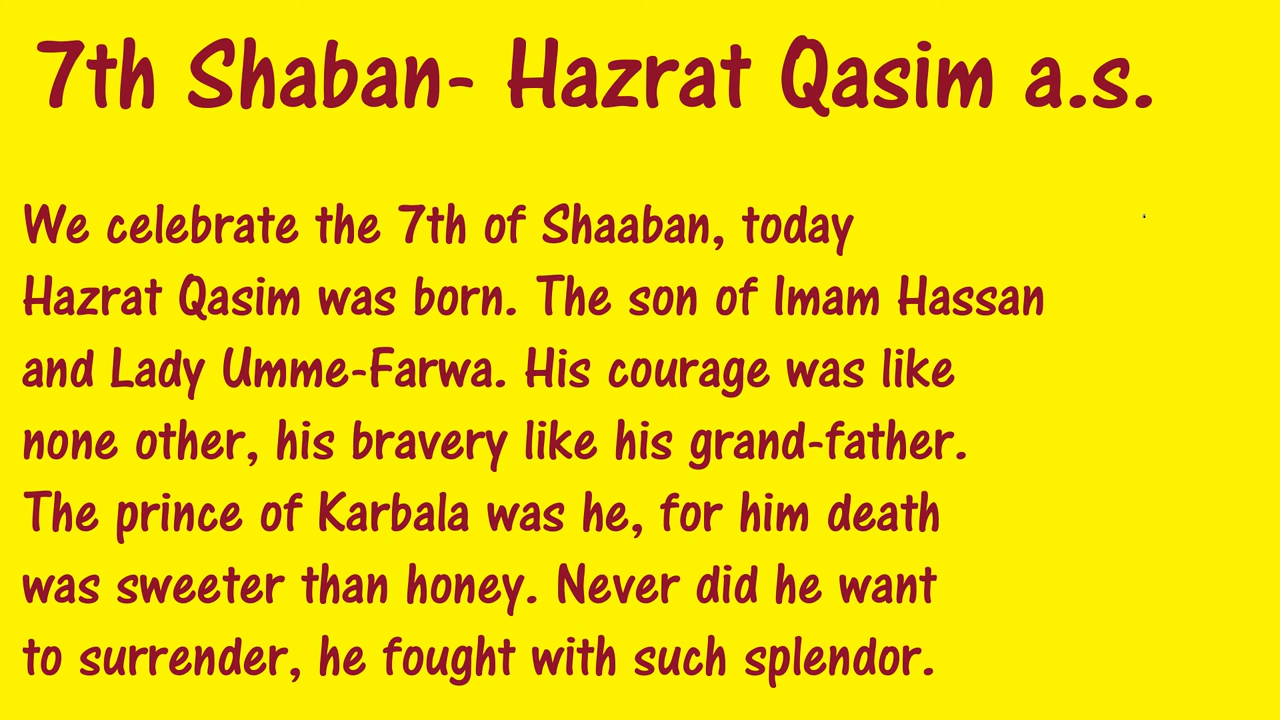 7th Shaban- Hazrat Qasim a.s.
We celebrate the 7th of Shaaban, today
Hazrat Qasim was born. The son of Imam Hassan
and Lady Umme-Farwa. His courage was like
none other, his bravery like his grand-father.
The prince of Karbala was he, for him death
was sweeter than honey. Never did he want
to surrender, he fought with such splendor.